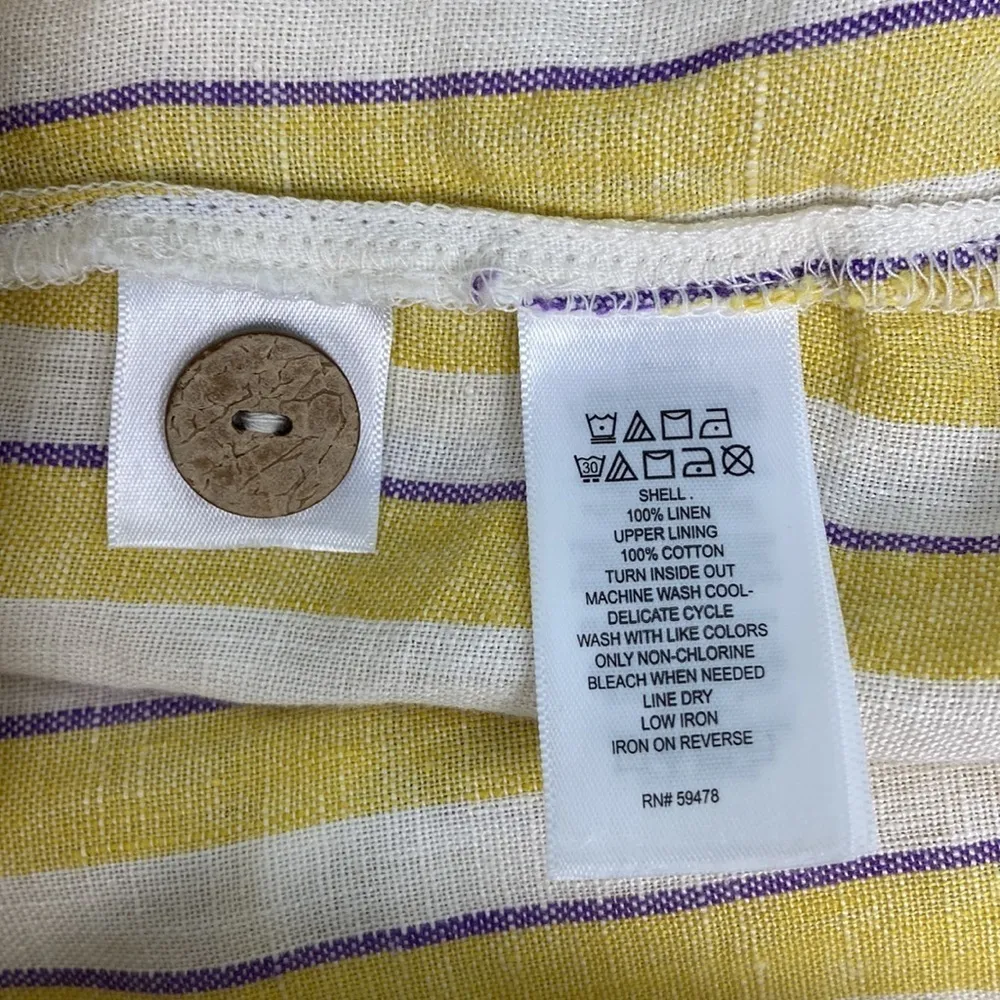 30
SHELL .
100% LINEN
UPPER LINING
100% COTTON
TURN INSIDE OUT
MACHINE WASH COOL-
DELICATE CYCLE
WASH WITH LIKE COLORS
ONLY NON-CHLORINE
BLEACH WHEN NEEDED
LINE DRY
LOW IRON
IRON ON REVERSE
RN# 59478